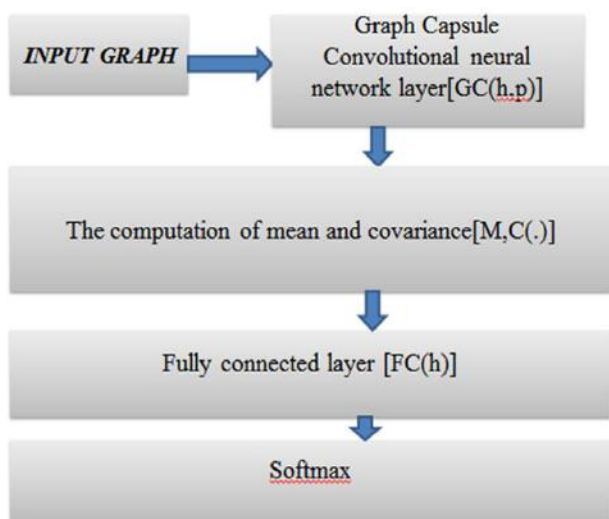 INPUT GRAPH
Graph Capsule
Convolutional neural
network layer[GC(h,p)]
The computation of mean and covariance[M,C(.)]
Fully connected layer [FC(h)]
Softmax